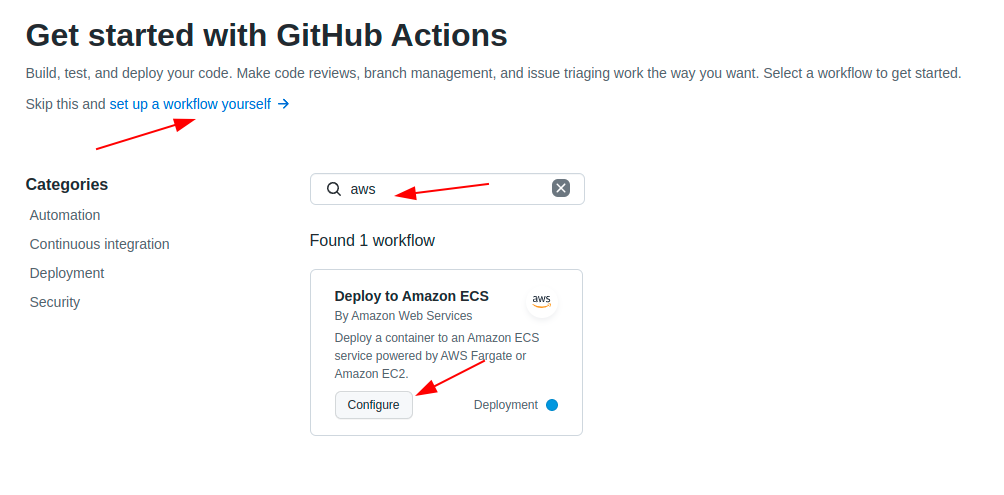 Get started with GitHub Actions
Build, test, and deploy your code. Make code reviews, branch management, and issue triaging work the way you want. Select a workflow to get started.
Skip this and set up a workflow yourself →
Categories
Automation
Continuous integration
Deployment
Security
aws
Found 1 workflow
Deploy to Amazon ECS
aws
By Amazon Web Services
Deploy a container to an Amazon ECS
service powered by AWS Fargate or
Amazon EC2.
Configure
Deployment